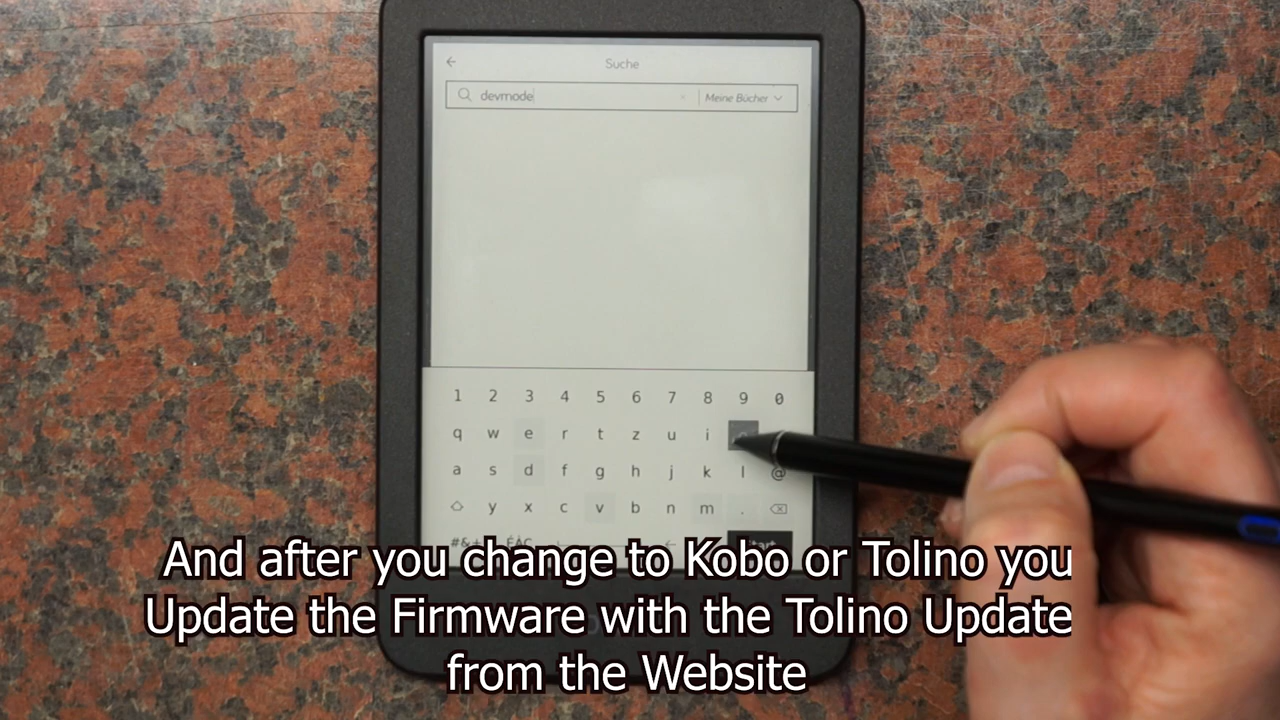 Suche
devmode
Meine Bücher
1 2 3 4 5 6 7 8 9 0
q w e r t z u i
a s d f g h j k l @
y x c v b n m .
#&+ ÉÄÇ
And after you change to Kobo or Tolino you
Update the Firmware with the Tolino Update
from the Website